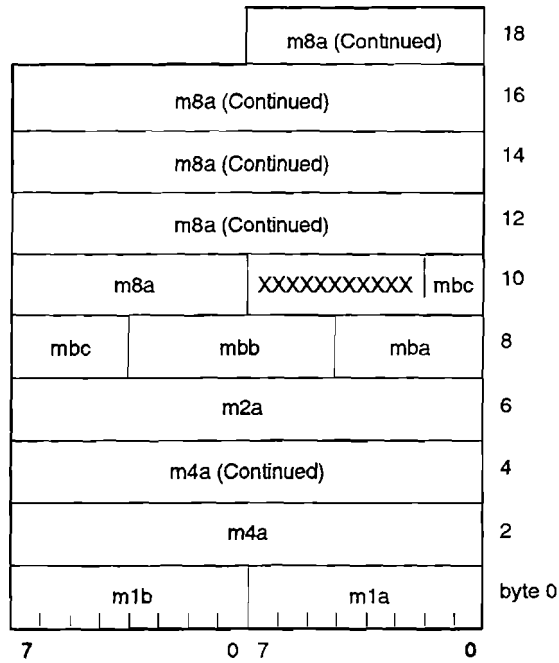 m8a (Continued) 18
m8a (Continued) 16
m8a (Continued) 14
m8a (Continued) 12
m8a XXXXXXXXXXX mbc 10
mbc mbb mba 8
m2a 6
m4a (Continued) 4
m4a 2
m1b m1a byte 0
7 0 7 0